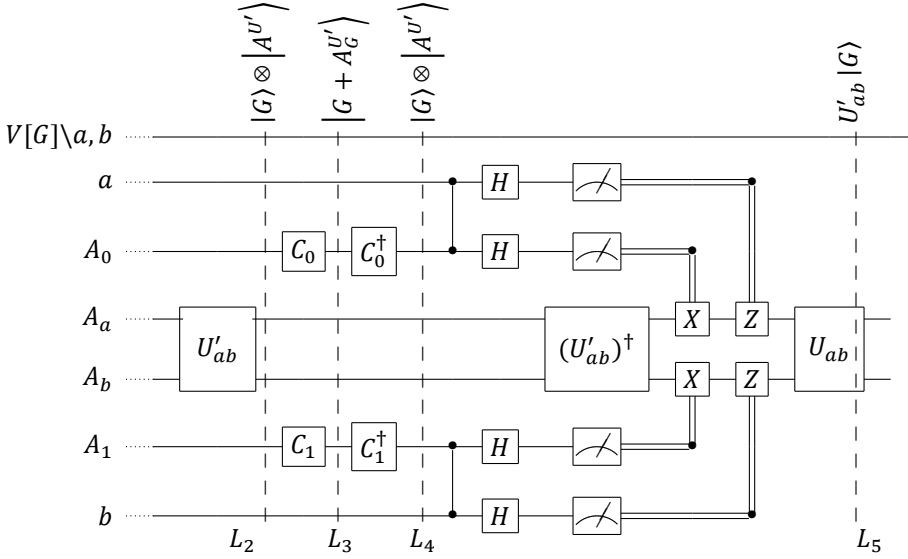 |G⟩ ⊗ |A^{U′}⟩
|G + A_G^{U′}⟩
|G⟩ ⊗ |A^{U′}⟩
U′_{ab} |G⟩
V[G]\a, b
a
H
A_0
C_0
C_0^†
H
A_a
U′_{ab}
(U′_{ab})^†
X
Z
U_{ab}
A_b
X
Z
A_1
C_1
C_1^†
H
b
H
L_2
L_3
L_4
L_5